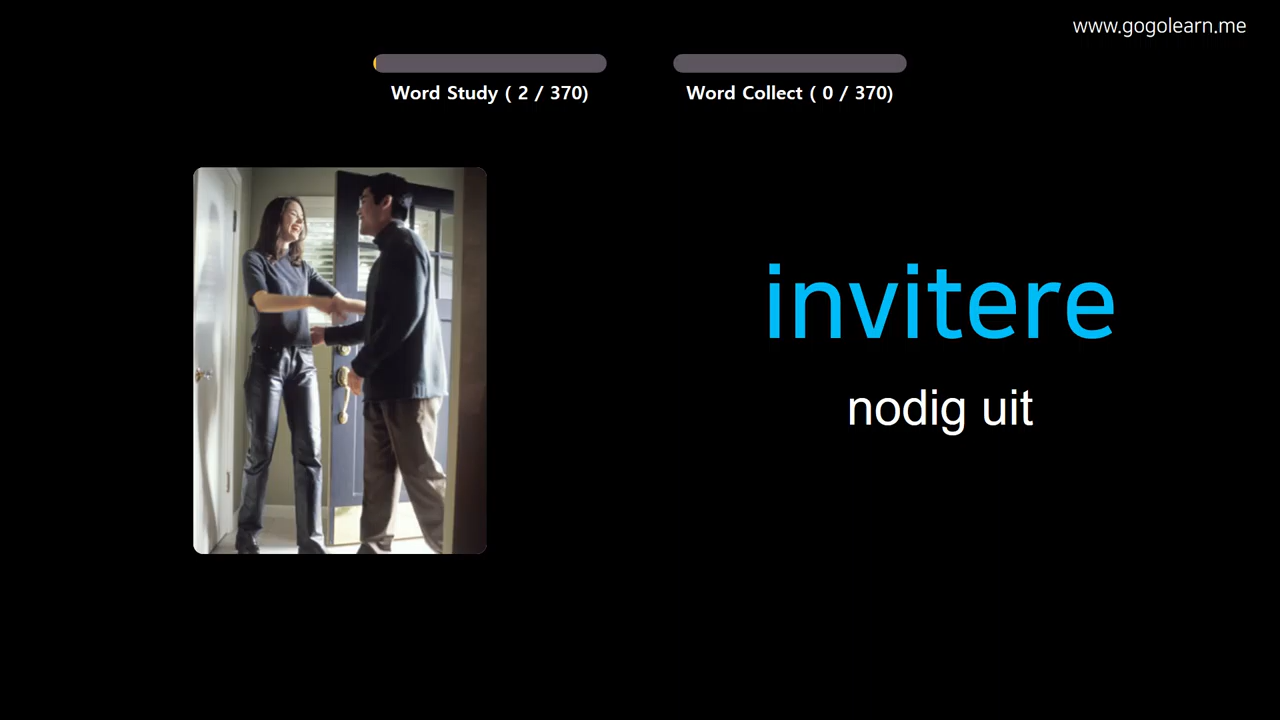 www.gogolearn.me
Word Study ( 2 / 370)
Word Collect ( 0 / 370)
invitere
nodig uit